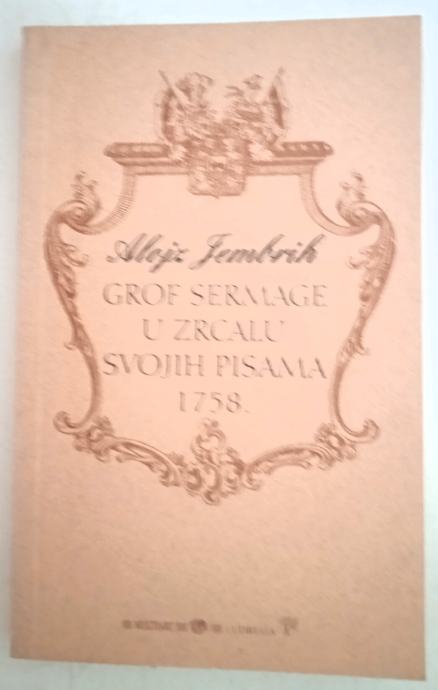 Alojz Jembrih
GROF SERMAGE
U ZRCALU
SVOJIH PISAMA
1758.